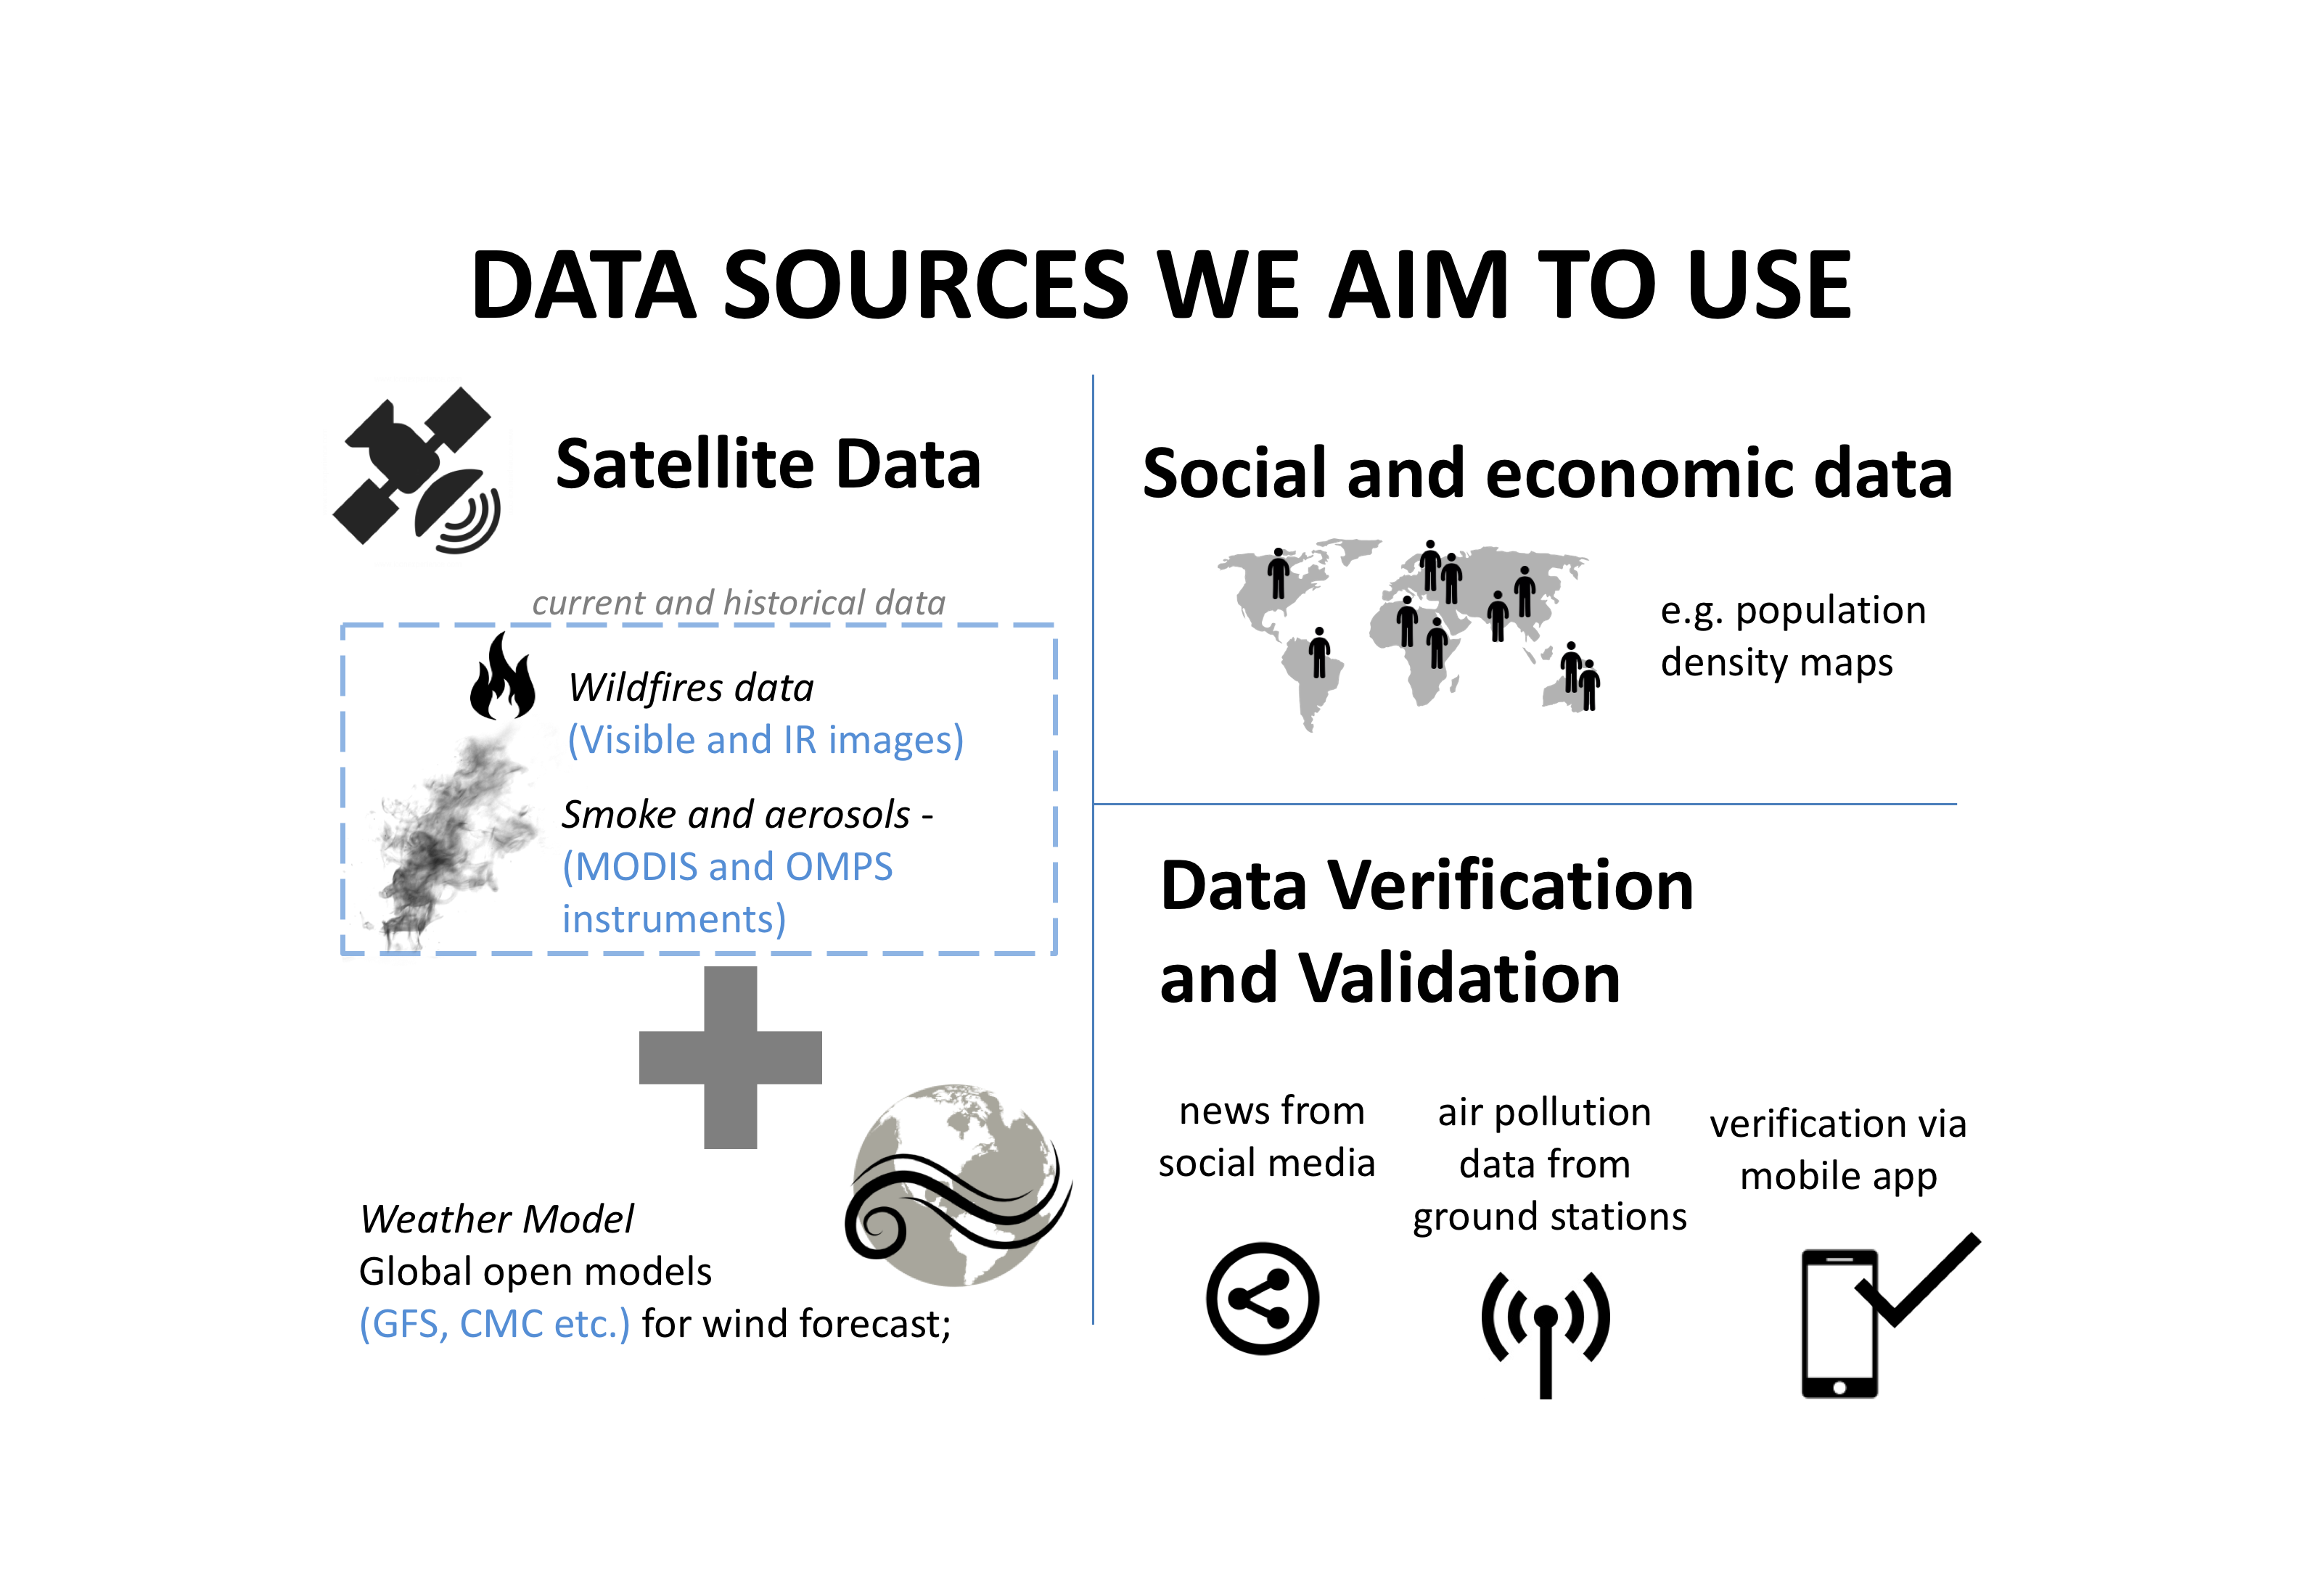 DATA SOURCES WE AIM TO USE
Satellite Data
current and historical data
Wildfires data
(Visible and IR images)
Smoke and aerosols -
(MODIS and OMPS
instruments)
Weather Model
Global open models
(GFS, CMC etc.) for wind forecast;
Social and economic data
e.g. population
density maps
Data Verification
and Validation
news from
social media
air pollution
data from
ground stations
verification via
mobile app